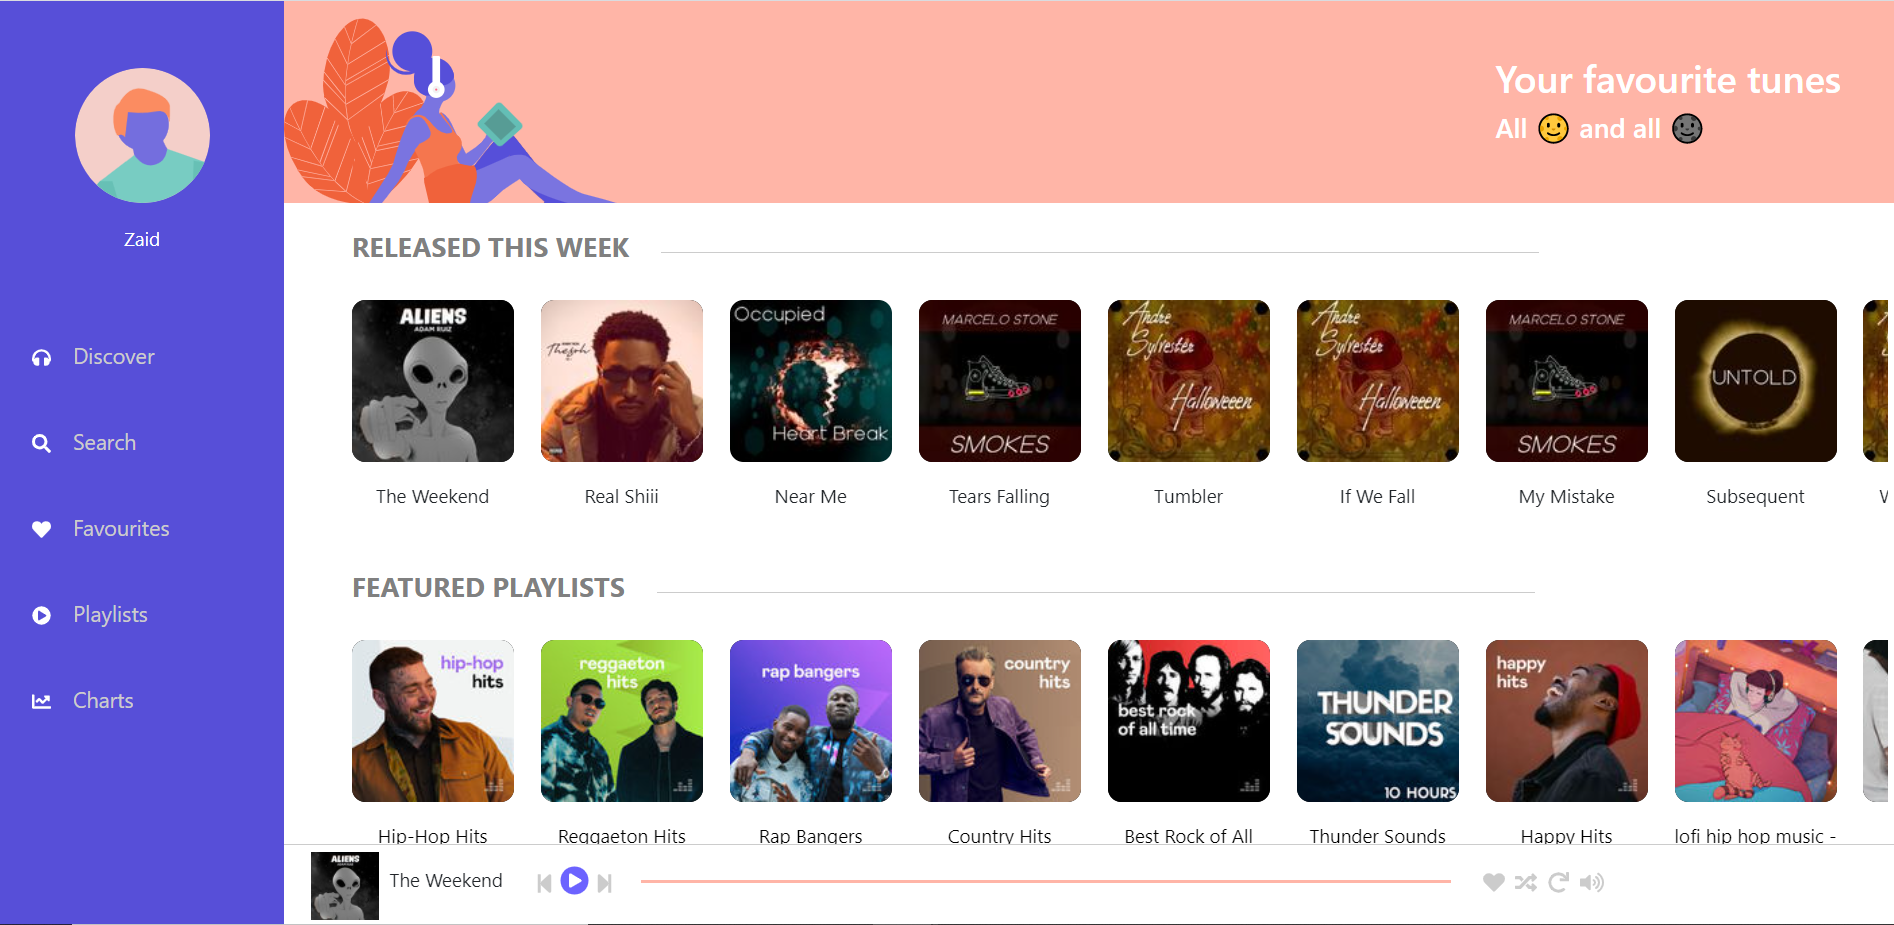 Your favourite tunes
All 🌝 and all 🌚
Zaid
Discover
Search
Favourites
Playlists
Charts
RELEASED THIS WEEK
ALIENS
ADAM RUIZ
Occupied
Heart Break
MARCELO STONE
SMOKES
Andre
Sylvester
Halloweeen
Andre
Sylvester
Halloweeen
MARCELO STONE
SMOKES
UNTOLD
The Weekend
Real Shiii
Near Me
Tears Falling
Tumbler
If We Fall
My Mistake
Subsequent
FEATURED PLAYLISTS
hip-hop
hits
reggaeton
hits
rap bangers
country
hits
best rock
of all time
THUNDER
SOUNDS
10 HOURS
happy
hits
Hip-Hop Hits
Reggaeton Hits
Rap Bangers
Country Hits
Best Rock of All
Thunder Sounds
Happy Hits
lofi hip hop music -
ALIENS
The Weekend